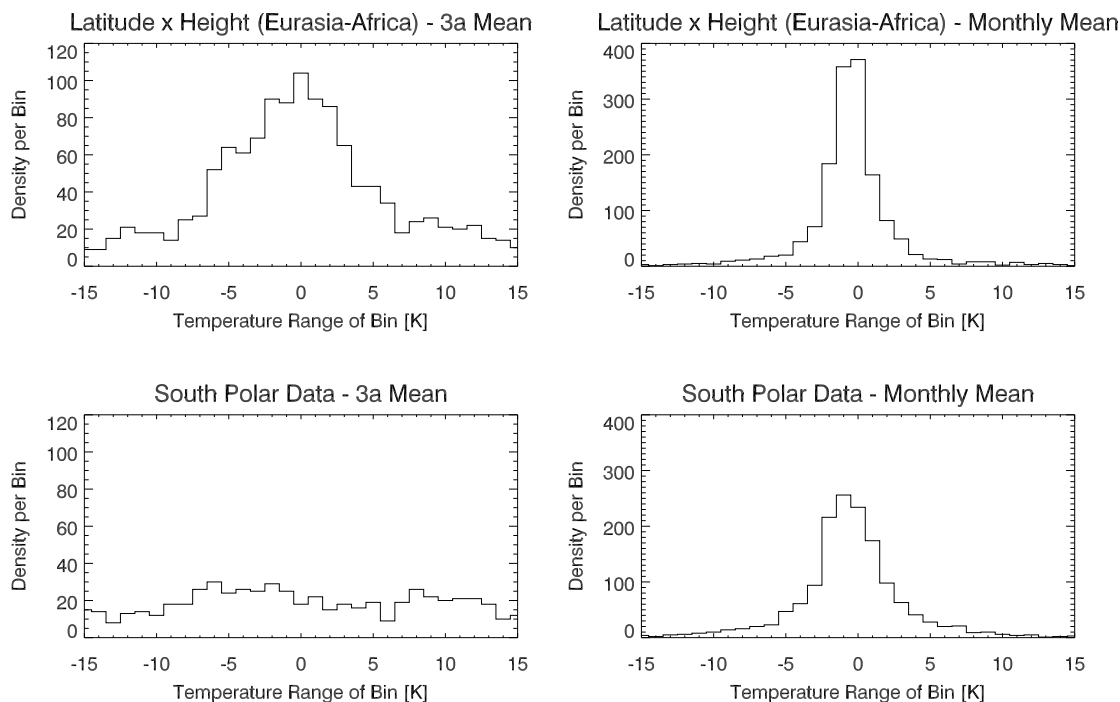 Latitude x Height (Eurasia-Africa) - 3a Mean
120
100
80
60
40
20
0
Density per Bin
-15 -10 -5 0 5 10 15
Temperature Range of Bin [K]
Latitude x Height (Eurasia-Africa) - Monthly Mean
400
300
200
100
0
Density per Bin
-15 -10 -5 0 5 10 15
Temperature Range of Bin [K]
South Polar Data - 3a Mean
120
100
80
60
40
20
0
Density per Bin
-15 -10 -5 0 5 10 15
Temperature Range of Bin [K]
South Polar Data - Monthly Mean
400
300
200
100
0
Density per Bin
-15 -10 -5 0 5 10 15
Temperature Range of Bin [K]